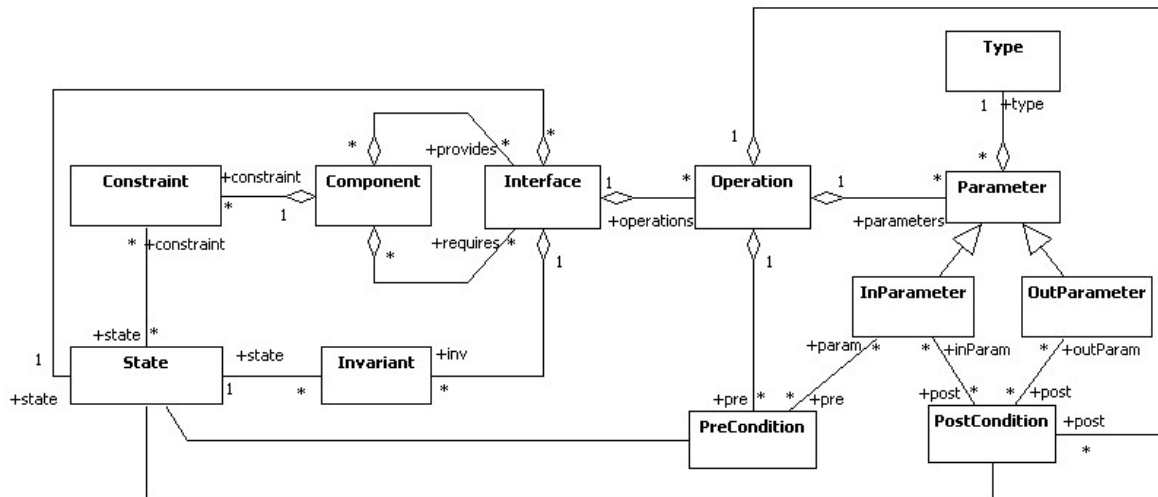 Type
1 +type
1
*
* +provides * *
*
Constraint +constraint Component Interface 1 * Operation 1 * Parameter
* 1 +operations +parameters
* +constraint * +requires * 1 1
InParameter OutParameter
+state * +param * * +inParam * +outParam
1 State +state Invariant +inv
+state 1 * * +pre * * +pre +post * * +post
PreCondition PostCondition +post
*